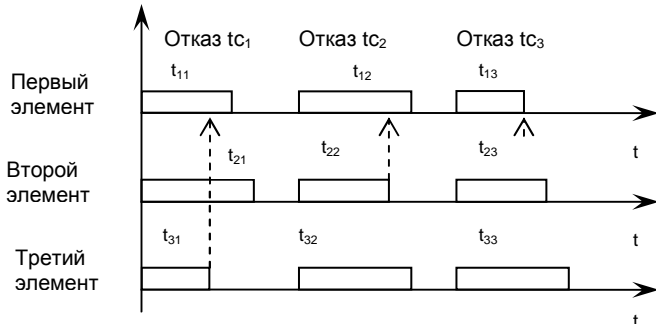 Отказ tc₁ Отказ tc₂ Отказ tc₃
t₁₁ t₁₂ t₁₃
Первый
элемент
t
t₂₁ t₂₂ t₂₃
Второй
элемент
t
t₃₁ t₃₂ t₃₃
Третий
элемент
t